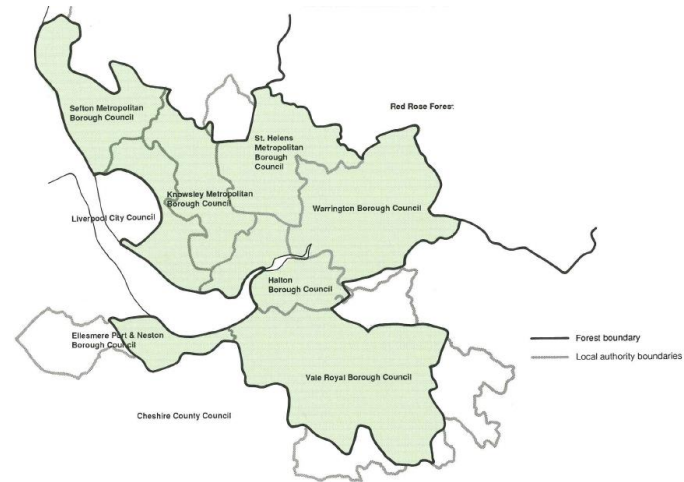 Red Rose Forest
Sefton Metropolitan
Borough Council
St. Helens
Metropolitan
Borough
Council
Knowsley Metropolitan
Borough Council
Warrington Borough Council
Liverpool City Council
Halton
Borough Council
Ellesmere Port & Neston
Borough Council
Forest boundary
Local authority boundaries
Vale Royal Borough Council
Cheshire County Council